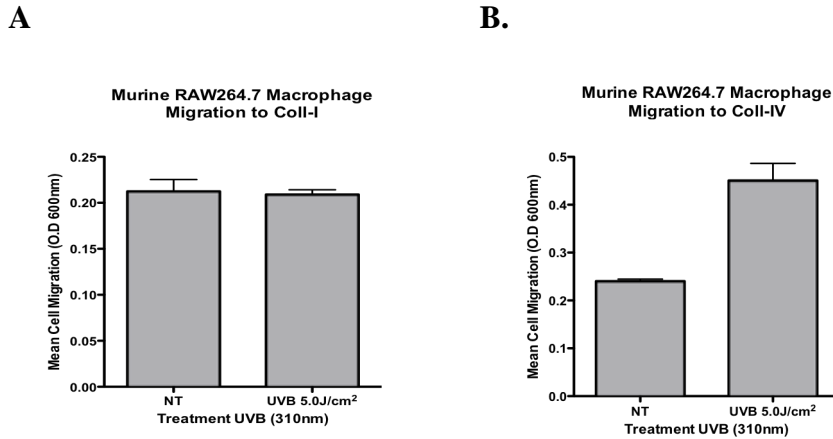 A
Murine RAW264.7 Macrophage
Migration to Coll-I
Mean Cell Migration (O.D 600nm)
0.25
0.20
0.15
0.10
0.05
0.00
NT
UVB 5.0J/cm²
Treatment UVB (310nm)
B.
Murine RAW264.7 Macrophage
Migration to Coll-IV
Mean Cell Migration (O.D 600nm)
0.5
0.4
0.3
0.2
0.1
0.0
NT
UVB 5.0J/cm²
Treatment UVB (310nm)